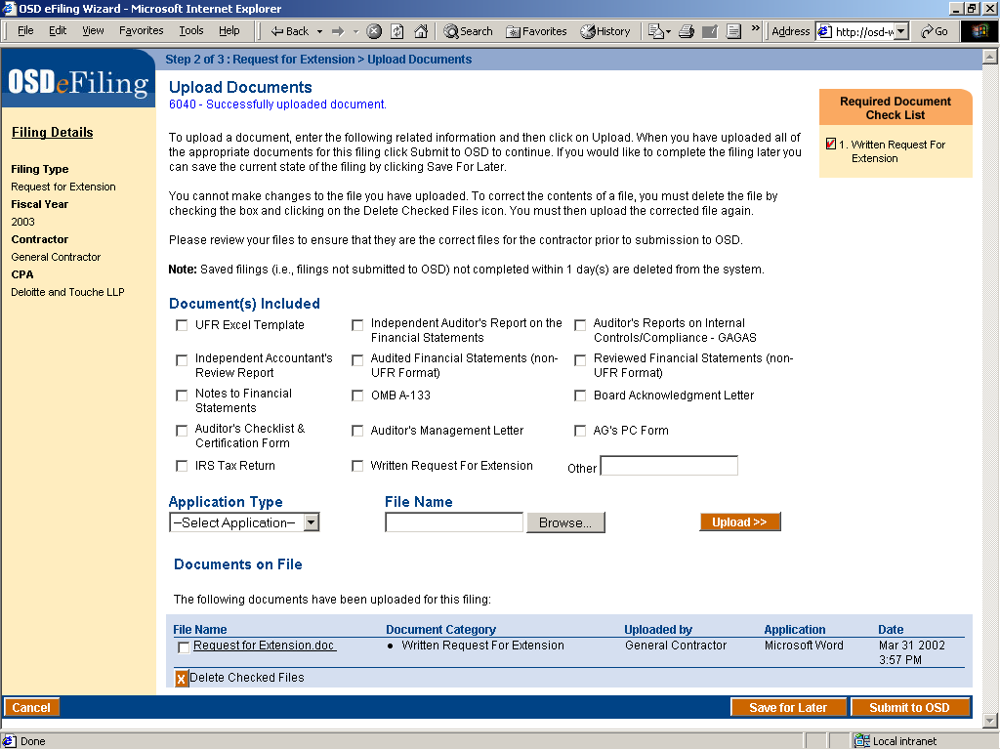 OSD eFiling Wizard - Microsoft Internet Explorer
File Edit View Favorites Tools Help Back Search Favorites History » Address http://osd-w Go
OSDeFiling
Step 2 of 3 : Request for Extension > Upload Documents
Filing Details
Filing Type
Request for Extension
Fiscal Year
2003
Contractor
General Contractor
CPA
Deloitte and Touche LLP
Upload Documents
6040 - Successfully uploaded document.
To upload a document, enter the following related information and then click on Upload. When you have uploaded all of
the appropriate documents for this filing click Submit to OSD to continue. If you would like to complete the filing later you
can save the current state of the filing by clicking Save For Later.
You cannot make changes to the file you have uploaded. To correct the contents of a file, you must delete the file by
checking the box and clicking on the Delete Checked Files icon. You must then upload the corrected file again.
Please review your files to ensure that they are the correct files for the contractor prior to submission to OSD.
Note: Saved filings (i.e., filings not submitted to OSD) not completed within 1 day(s) are deleted from the system.
Required Document
Check List
1. Written Request For
Extension
Document(s) Included
UFR Excel Template
Independent Auditor's Report on the
Financial Statements
Auditor's Reports on Internal
Controls/Compliance - GAGAS
Independent Accountant's
Review Report
Audited Financial Statements (non-
UFR Format)
Reviewed Financial Statements (non-
UFR Format)
Notes to Financial
Statements
OMB A-133
Board Acknowledgment Letter
Auditor's Checklist &
Certification Form
Auditor's Management Letter
AG's PC Form
IRS Tax Return
Written Request For Extension
Other
Application Type
--Select Application--
File Name
Browse...
Upload >>
Documents on File
The following documents have been uploaded for this filing:
File Name Document Category Uploaded by Application Date
Request for Extension.doc • Written Request For Extension General Contractor Microsoft Word Mar 31 2002
3:57 PM
X Delete Checked Files
Cancel Save for Later Submit to OSD
Done Local intranet